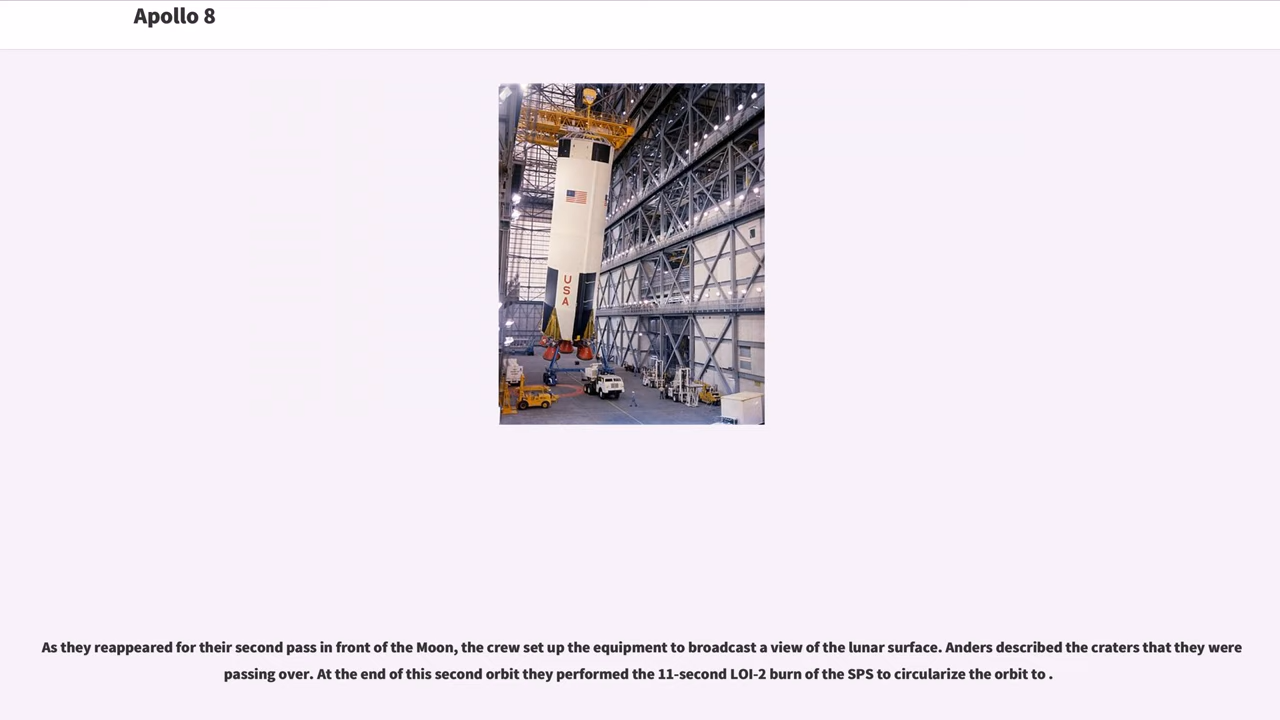 Apollo 8
U
S
A
As they reappeared for their second pass in front of the Moon, the crew set up the equipment to broadcast a view of the lunar surface. Anders described the craters that they were
passing over. At the end of this second orbit they performed the 11-second LOI-2 burn of the SPS to circularize the orbit to .